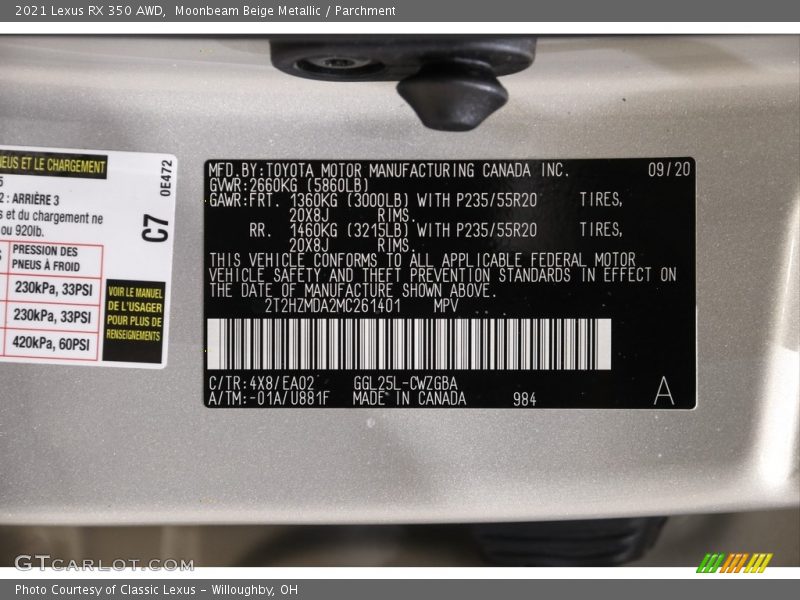 2021 Lexus RX 350 AWD, Moonbeam Beige Metallic / Parchment
NEUS ET LE CHARGEMENT
2 : ARRIÈRE 3
s et du chargement ne
ou 920lb.
PRESSION DES
PNEUS À FROID
230kPa, 33PSI
230kPa, 33PSI
420kPa, 60PSI
0E472
C7
VOIR LE MANUEL
DE L'USAGER
POUR PLUS DE
RENSEIGNEMENTS
MFD.BY:TOYOTA MOTOR MANUFACTURING CANADA INC. 09/20
GVWR:2660KG (5860LB)
GAWR:FRT. 1360KG (3000LB) WITH P235/55R20 TIRES,
20X8J RIMS.
RR. 1460KG (3215LB) WITH P235/55R20 TIRES,
20X8J RIMS.
THIS VEHICLE CONFORMS TO ALL APPLICABLE FEDERAL MOTOR
VEHICLE SAFETY AND THEFT PREVENTION STANDARDS IN EFFECT ON
THE DATE OF MANUFACTURE SHOWN ABOVE.
2T2HZMDA2MC261401 MPV
C/TR:4X8/EA02 GGL25L-CWZGBA
A/TM:-01A/U881F MADE IN CANADA 984 A
GTCARLOT.COM
Photo Courtesy of Classic Lexus - Willoughby, OH